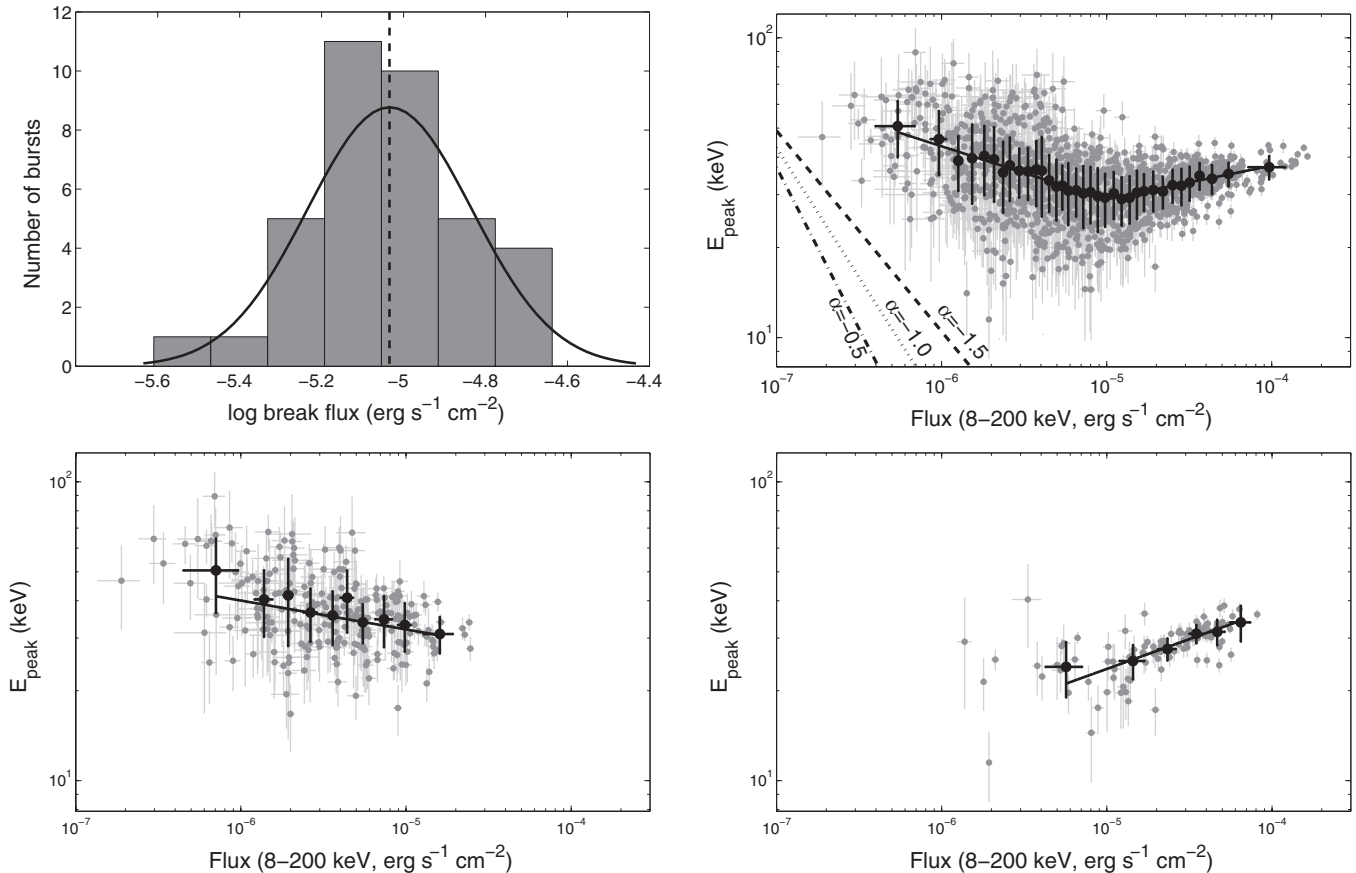 12
10
8
6
4
2
0
Number of bursts
−5.6 −5.4 −5.2 −5 −4.8 −4.6 −4.4
log break flux (erg s−1 cm−2)
10^2
10^1
E_peak (keV)
α=−0.5
α=−1.0
α=−1.5
10^−7 10^−6 10^−5 10^−4
Flux (8−200 keV, erg s−1 cm−2)
10^2
10^1
E_peak (keV)
10^−7 10^−6 10^−5 10^−4
Flux (8−200 keV, erg s−1 cm−2)
10^2
10^1
E_peak (keV)
10^−7 10^−6 10^−5 10^−4
Flux (8−200 keV, erg s−1 cm−2)